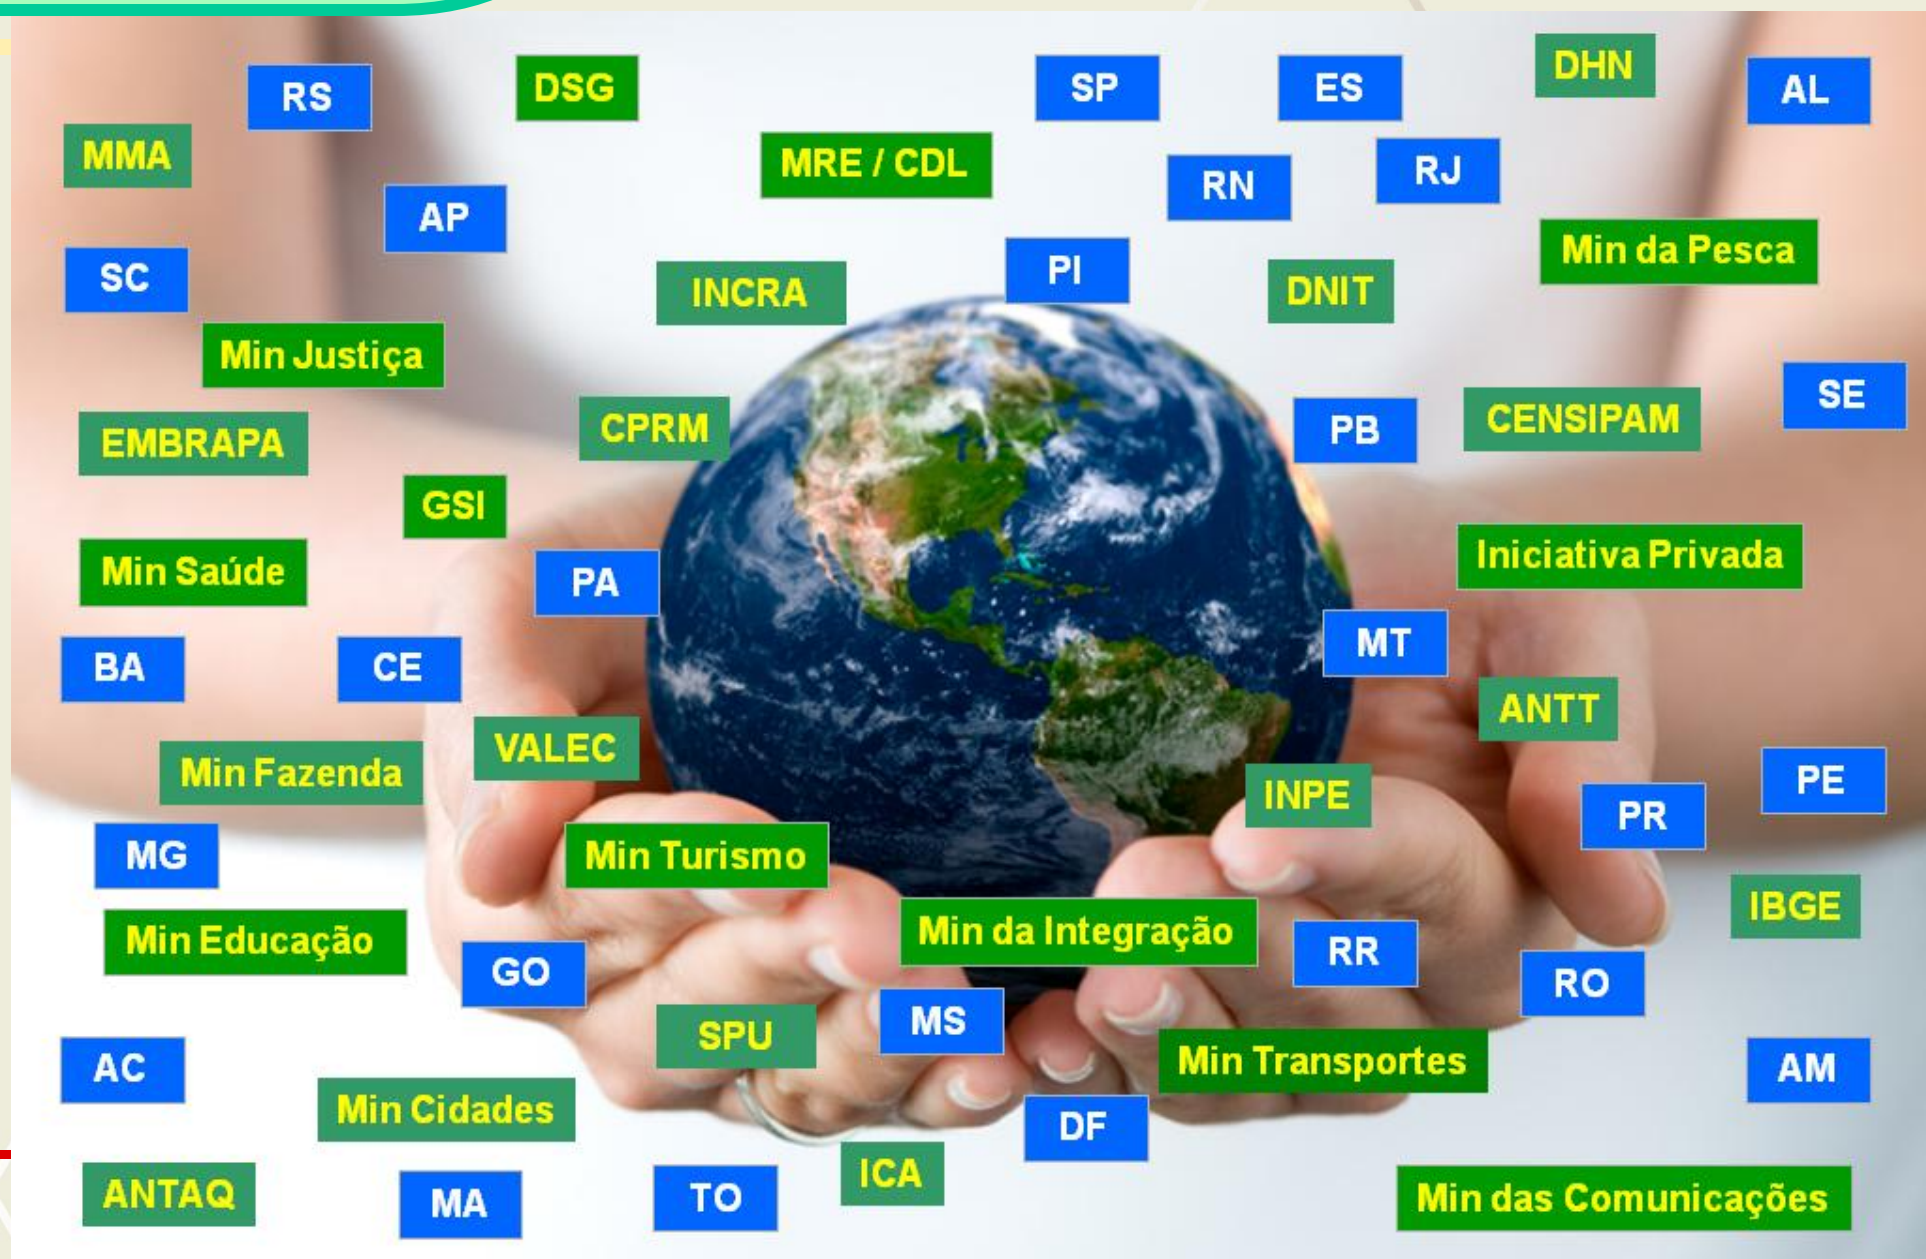 RS
DSG
SP
ES
DHN
AL
MMA
MRE / CDL
RN
RJ
AP
SC
INCRA
PI
DNIT
Min da Pesca
Min Justiça
EMBRAPA
CPRM
PB
CENSIPAM
SE
GSI
Min Saúde
PA
Iniciativa Privada
BA
CE
MT
ANTT
Min Fazenda
VALEC
INPE
PR
PE
MG
Min Turismo
IBGE
Min Educação
GO
Min da Integração
RR
RO
SPU
MS
AC
Min Cidades
Min Transportes
AM
DF
ANTAQ
MA
TO
ICA
Min das Comunicações